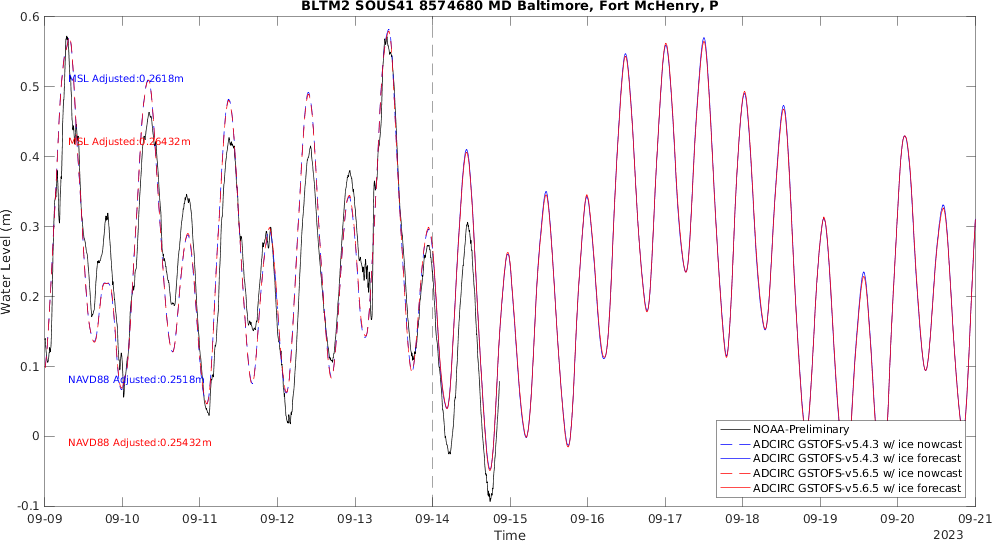 BLTM2 SOUS41 8574680 MD Baltimore, Fort McHenry, P
0.6
0.5
0.4
0.3
0.2
0.1
0
-0.1
Water Level (m)
MSL Adjusted:0.2618m
MSL Adjusted:0.26432m
NAVD88 Adjusted:0.2518m
NAVD88 Adjusted:0.25432m
NOAA-Preliminary
ADCIRC GSTOFS-v5.4.3 w/ ice nowcast
ADCIRC GSTOFS-v5.4.3 w/ ice forecast
ADCIRC GSTOFS-v5.6.5 w/ ice nowcast
ADCIRC GSTOFS-v5.6.5 w/ ice forecast
09-09 09-10 09-11 09-12 09-13 09-14 09-15 09-16 09-17 09-18 09-19 09-20 09-21
Time 2023